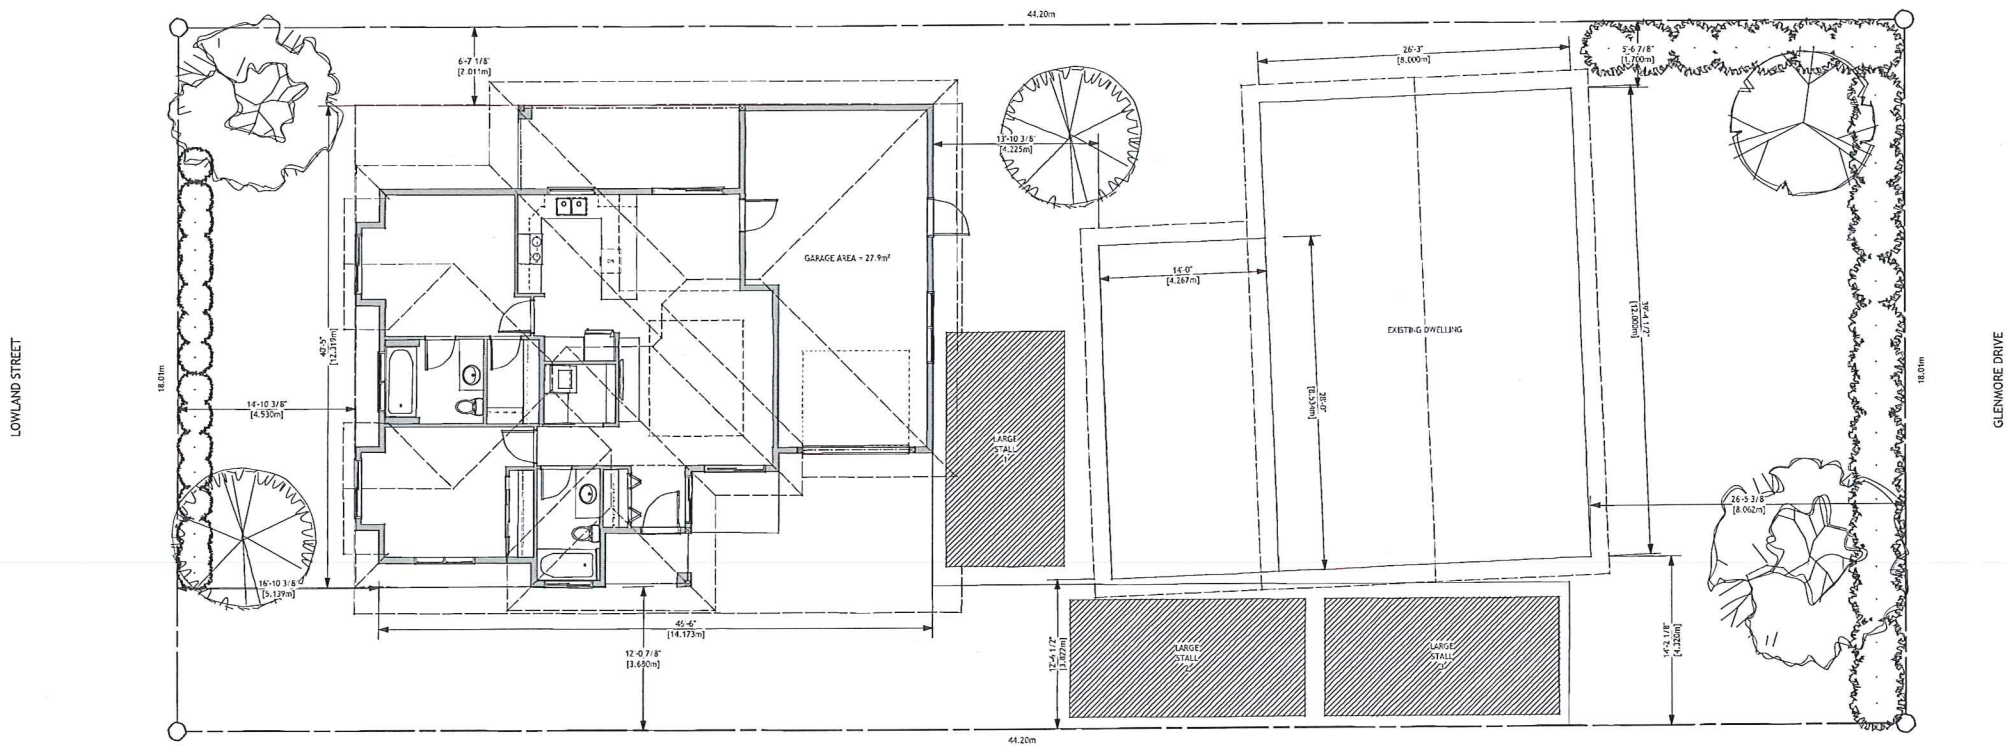 44.20m
6'-7 1/8"
[2.011m]
26'-3"
[8.000m]
5'-6 7/8"
[1.700m]
13'-10 3/8"
[4.225m]
GARAGE AREA = 27.9m²
14'-0"
[4.267m]
EXISTING DWELLING
39'-4 1/2"
[12.000m]
LOWLAND STREET
18.01m
40'-5"
[12.319m]
14'-10 3/8"
[4.530m]
28'-0"
[8.534m]
18.01m
GLENMORE DRIVE
LARGE
STALL
1
26'-5 3/8
[8.062m]
16'-10 3/8
[5.139m]
46'-6"
[14.173m]
12'-0 7/8"
[3.680m]
12'-6 1/2"
[3.822m]
LARGE
STALL
LARGE
STALL
14'-2 1/8"
[4.320m]
44.20m